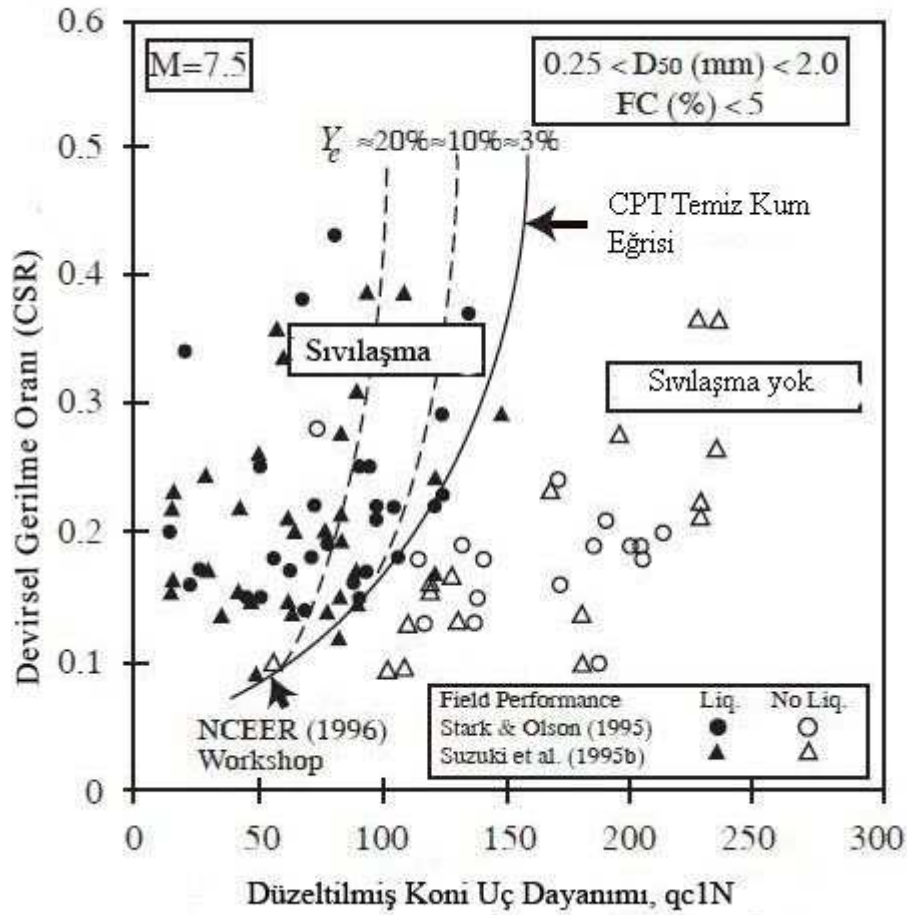 0.6
M=7.5
0.25 < D50 (mm) < 2.0
FC (%) < 5
0.5
Ye ≈20%≈10%≈3%
CPT Temiz Kum
Eğrisi
0.4
Sıvılaşma
Sıvılaşma yok
0.3
0.2
0.1
NCEER (1996)
Workshop
Field Performance Liq. No Liq.
Stark & Olson (1995)
Suzuki et al. (1995b)
0
0 50 100 150 200 250 300
Devirsel Gerilme Oranı (CSR)
Düzeltilmiş Koni Uç Dayanımı, qc1N